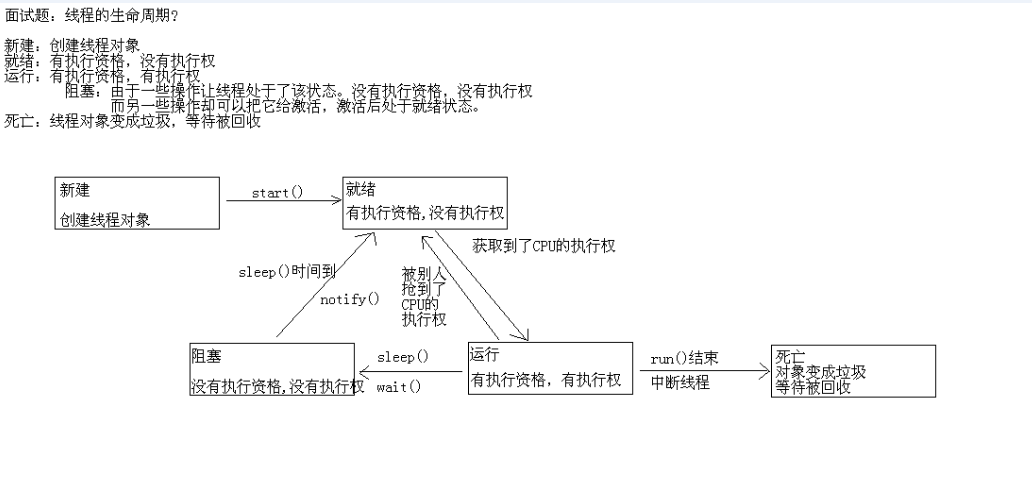 面试题：线程的生命周期?
新建：创建线程对象
就绪：有执行资格，没有执行权
运行：有执行资格，有执行权
阻塞：由于一些操作让线程处于了该状态。没有执行资格，没有执行权
而另一些操作却可以把它给激活，激活后处于就绪状态。
死亡：线程对象变成垃圾，等待被回收
新建
创建线程对象
start()
就绪
有执行资格,没有执行权
获取到了CPU的执行权
sleep()时间到
notify()
被别人
抢到了
CPU的
执行权
阻塞
没有执行资格,没有执行权
sleep()
wait()
运行
有执行资格，有执行权
run()结束
中断线程
死亡
对象变成垃圾
等待被回收